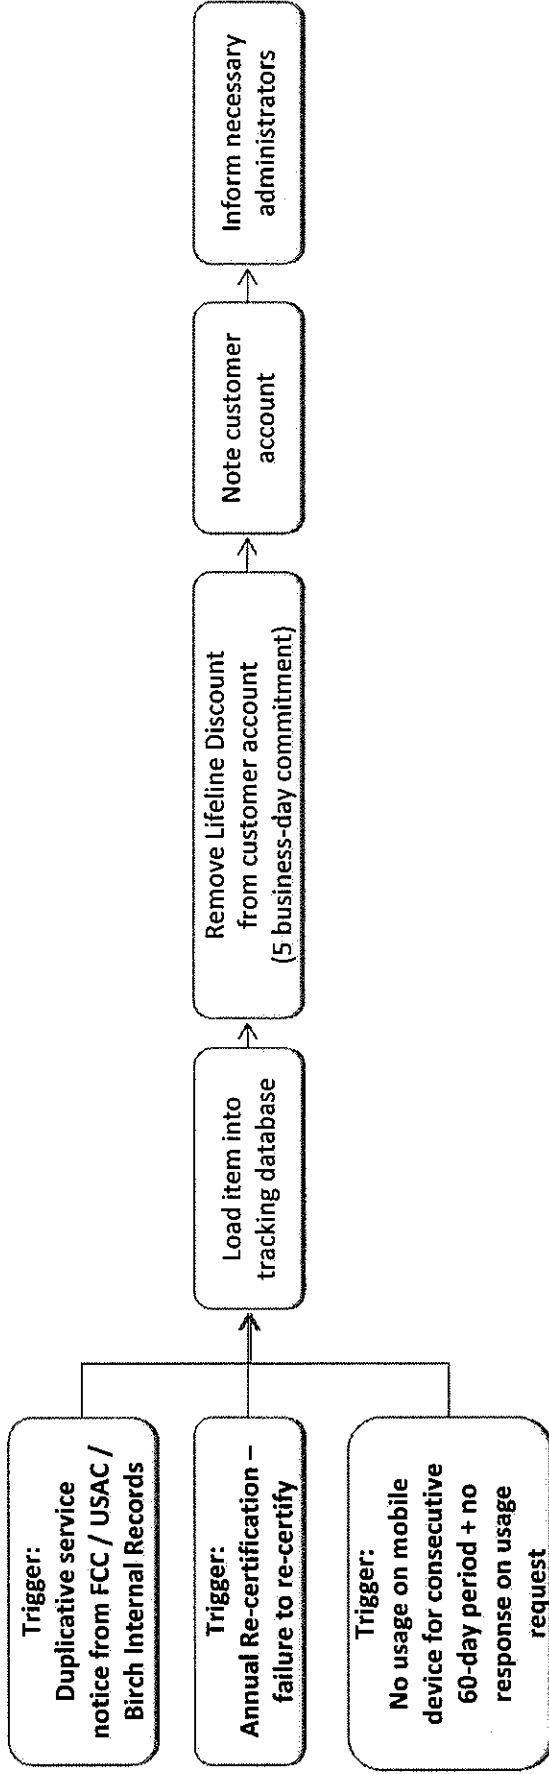 Trigger:
Duplicative service
notice from FCC / USAC /
Birch Internal Records
Trigger:
Annual Re-certification –
failure to re-certify
Trigger:
No usage on mobile
device for consecutive
60-day period + no
response on usage
request
Load item into
tracking database
Remove Lifeline Discount
from customer account
(5 business-day commitment)
Note customer
account
Inform necessary
administrators